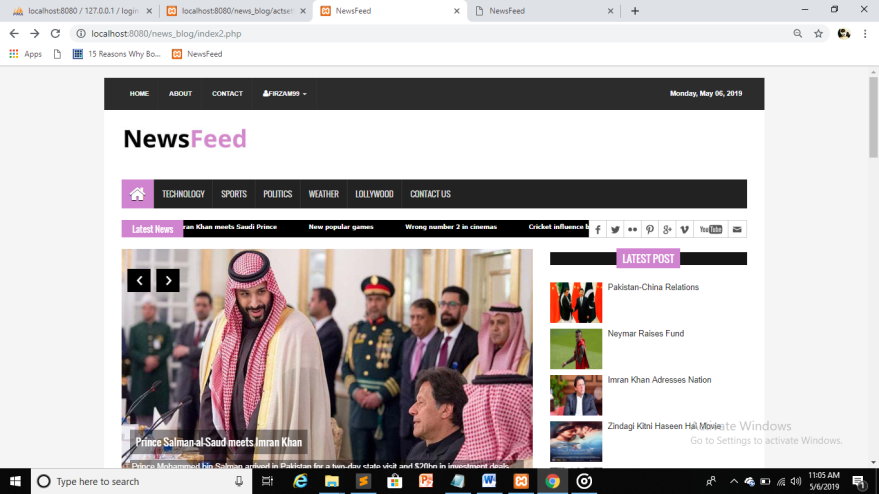 localhost:8080 / 127.0.0.1 / login
localhost:8080/news_blog/actset
NewsFeed
NewsFeed
localhost:8080/news_blog/index2.php
Apps
15 Reasons Why Bo...
NewsFeed
HOME
ABOUT
CONTACT
FIRZAM99
Monday, May 06, 2019
NewsFeed
TECHNOLOGY
SPORTS
POLITICS
WEATHER
LOLLYWOOD
CONTACT US
Latest News
ran Khan meets Saudi Prince
New popular games
Wrong number 2 in cinemas
Cricket influence b
You Tube
LATEST POST
Pakistan-China Relations
Neymar Raises Fund
Imran Khan Adresses Nation
Zindagi Kitni Haseen Hai Movie
Prince Salman-al-Saud meets Imran Khan
Prince Mohammed bin Salman arrived in Pakistan for a two-day state visit and $20bn in investment deals
Activate Windows
Go to Settings to activate Windows.
Type here to search
11:05 AM
5/6/2019